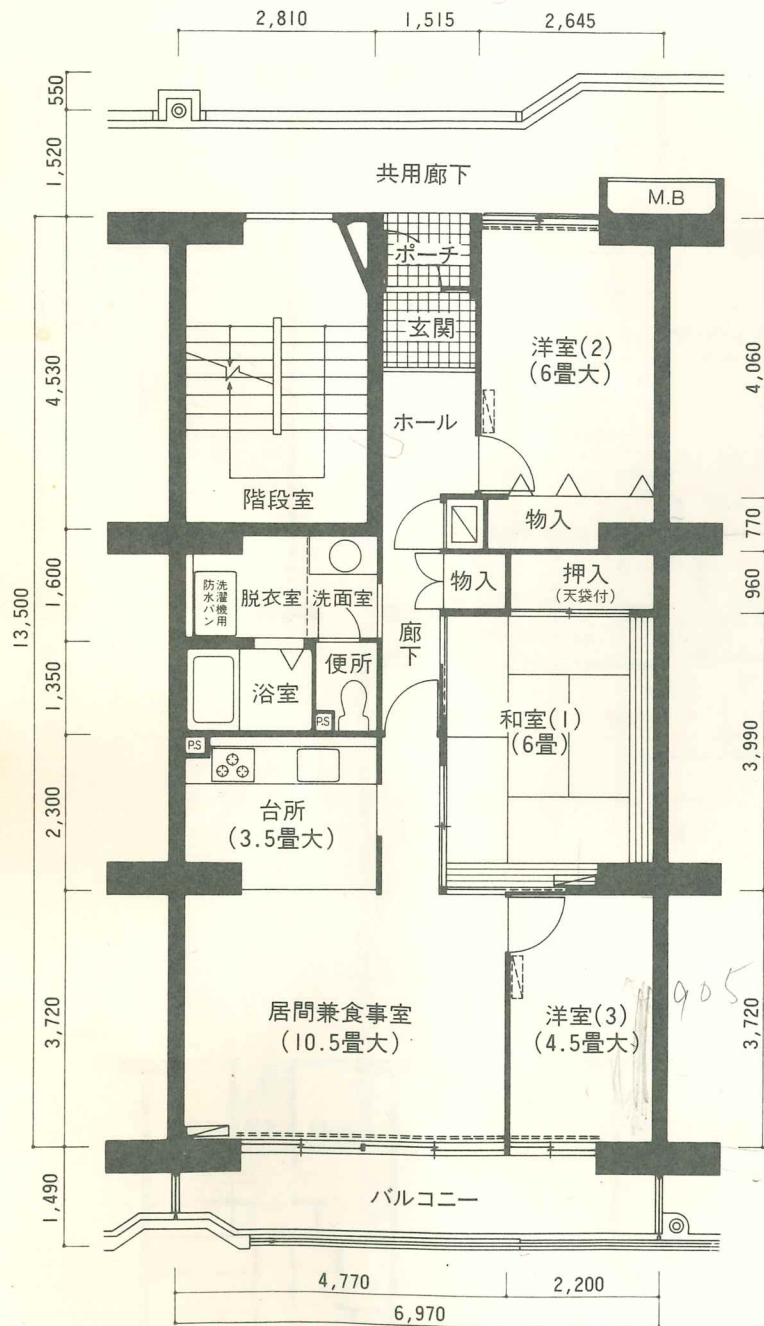 2,810
1,515
2,645
550
1,520
13,500
4,530
1,600
1,350
2,300
3,720
1,490
共用廊下
M.B
ポーチ
玄関
洋室(2)
(6畳大)
ホール
階段室
物入
物入
押入
(天袋付)
洗濯機用
防水パン
脱衣室
洗面室
廊下
浴室
便所
P.S
P.S
和室(1)
(6畳)
台所
(3.5畳大)
居間兼食事室
(10.5畳大)
洋室(3)
(4.5畳大)
905
バルコニー
4,060
770
960
3,990
3,720
4,770
2,200
6,970